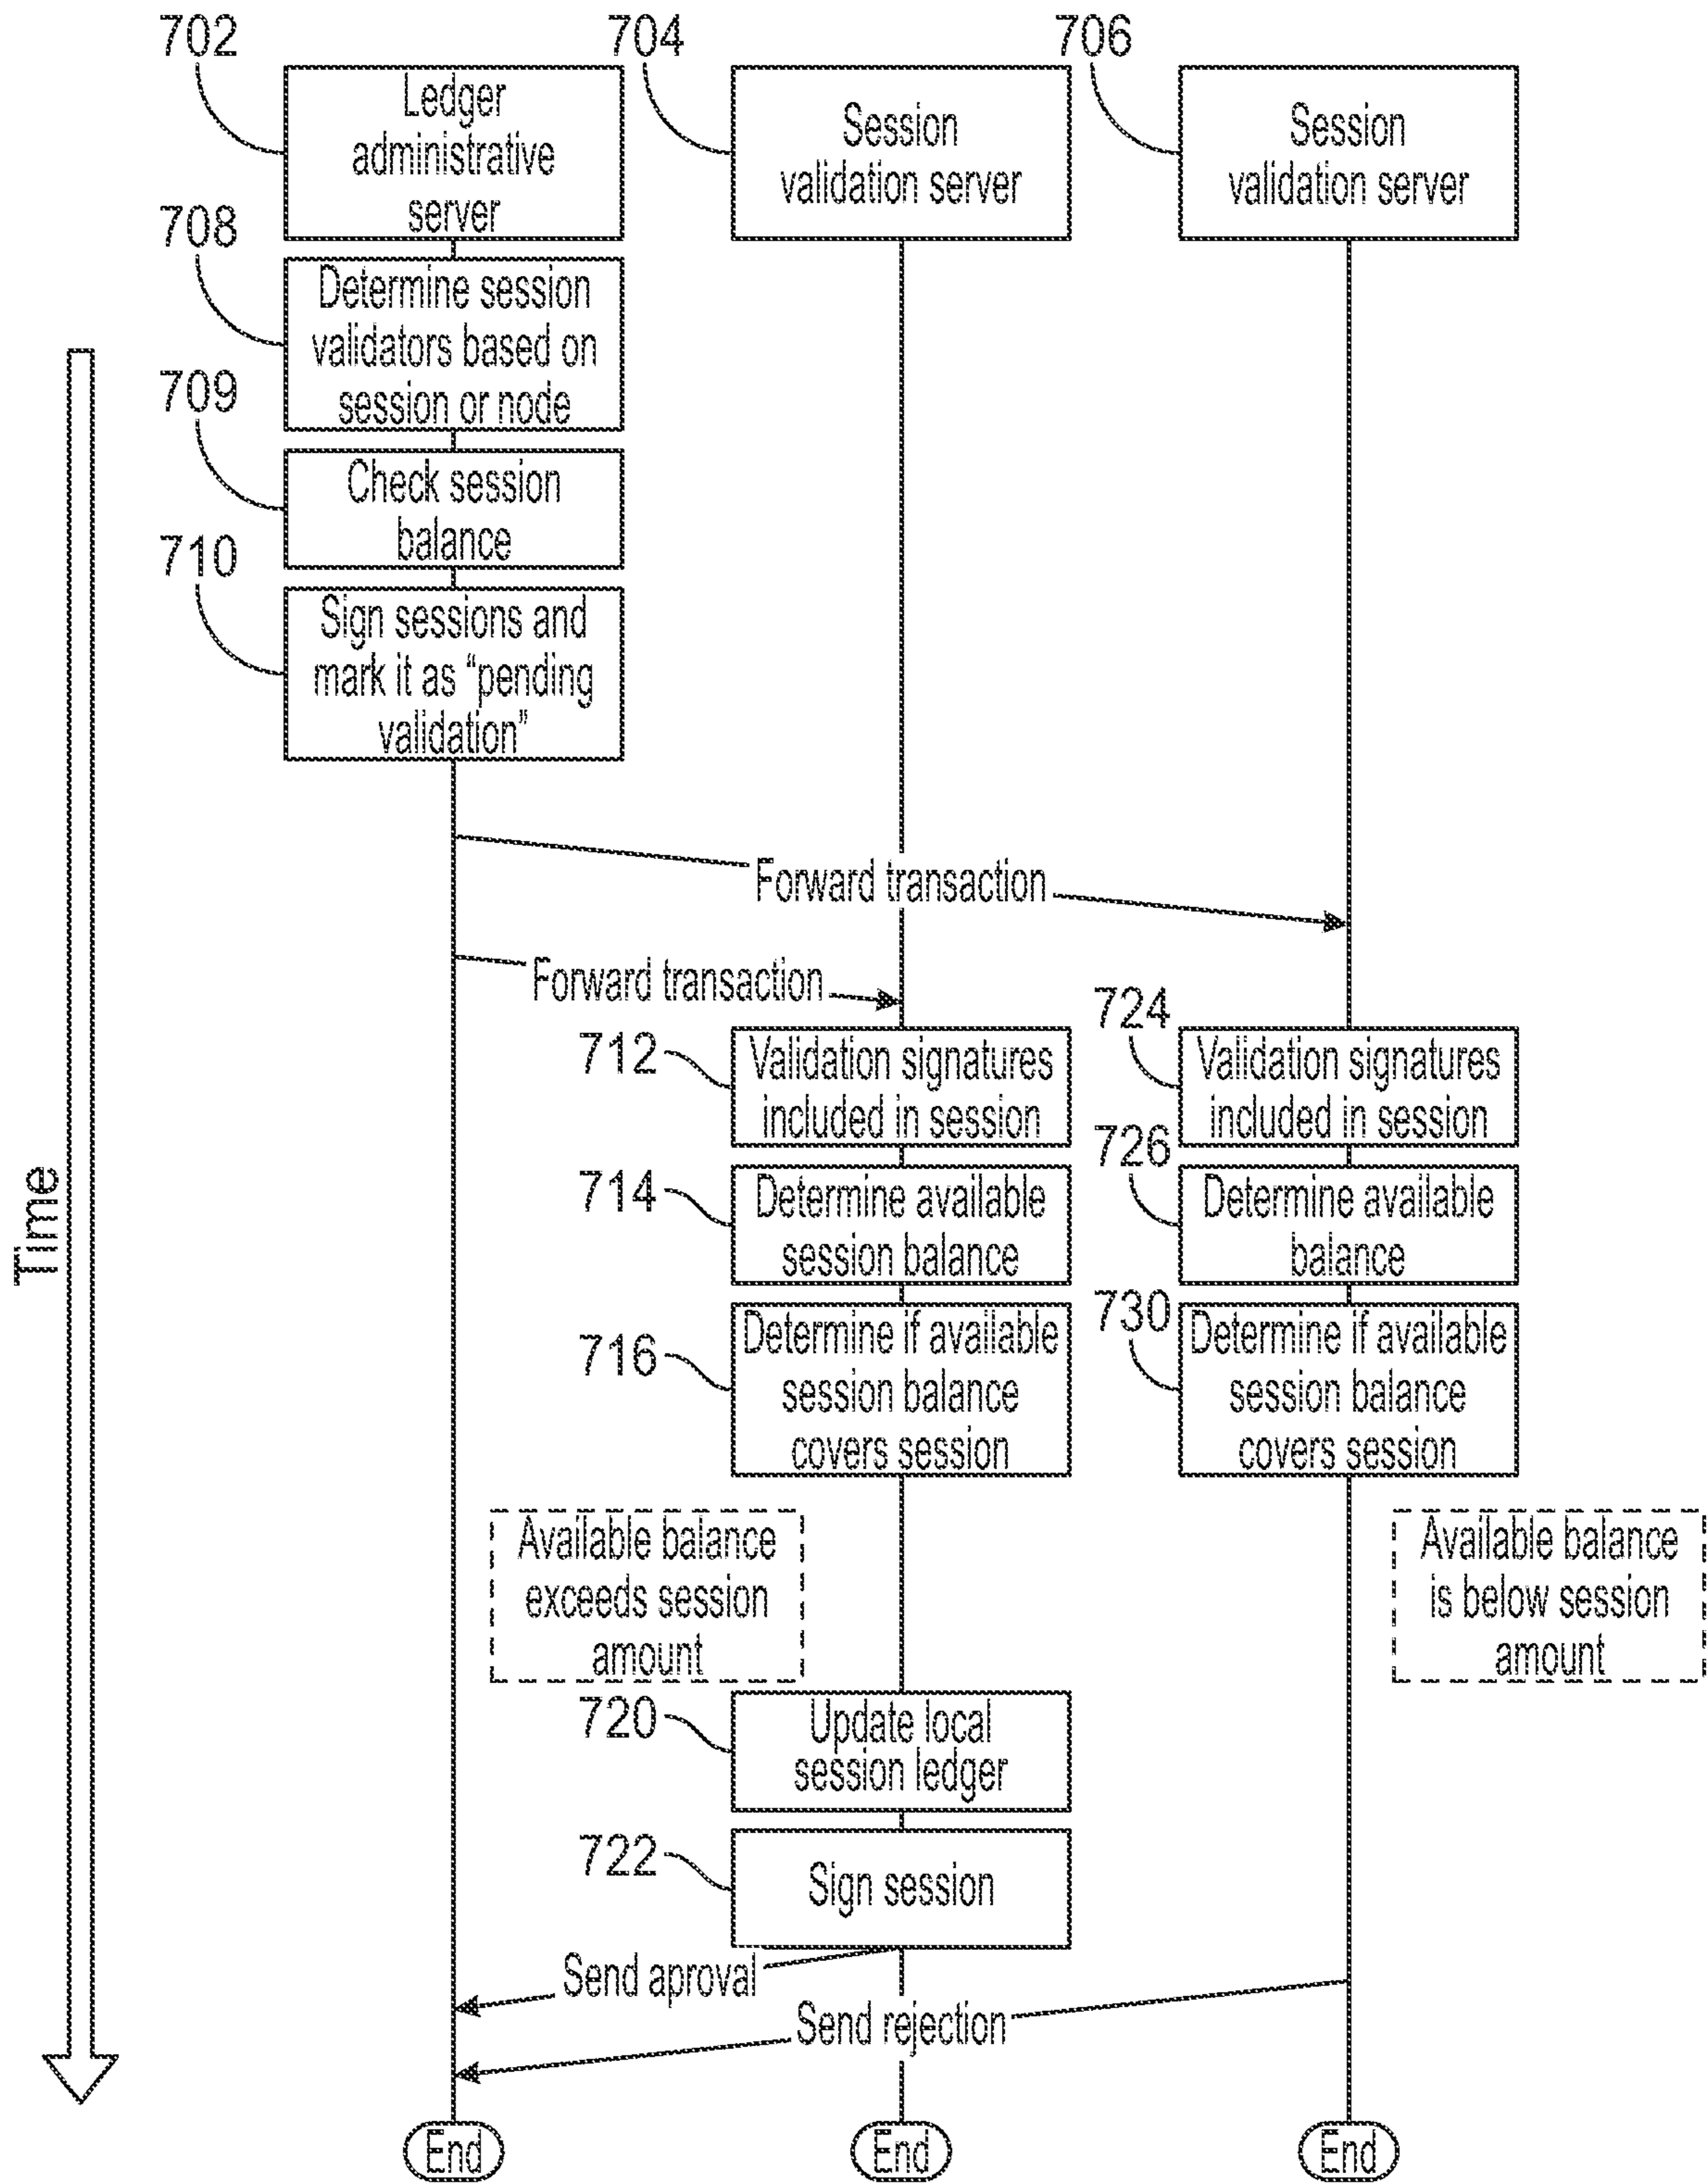 702
704
706
Ledger
administrative
server
Session
validation server
Session
validation server
708
Determine session
validators based on
session or node
709
Check session
balance
710
Sign sessions and
mark it as “pending
validation”
Forward transaction
Forward transaction
712
Validation signatures
included in session
724
Validation signatures
included in session
714
Determine available
session balance
726
Determine available
balance
716
Determine if available
session balance
covers session
730
Determine if available
session balance
covers session
Time
Available balance
exceeds session
amount
Available balance
is below session
amount
720
Update local
session ledger
722
Sign session
Send aproval
Send rejection
End
End
End